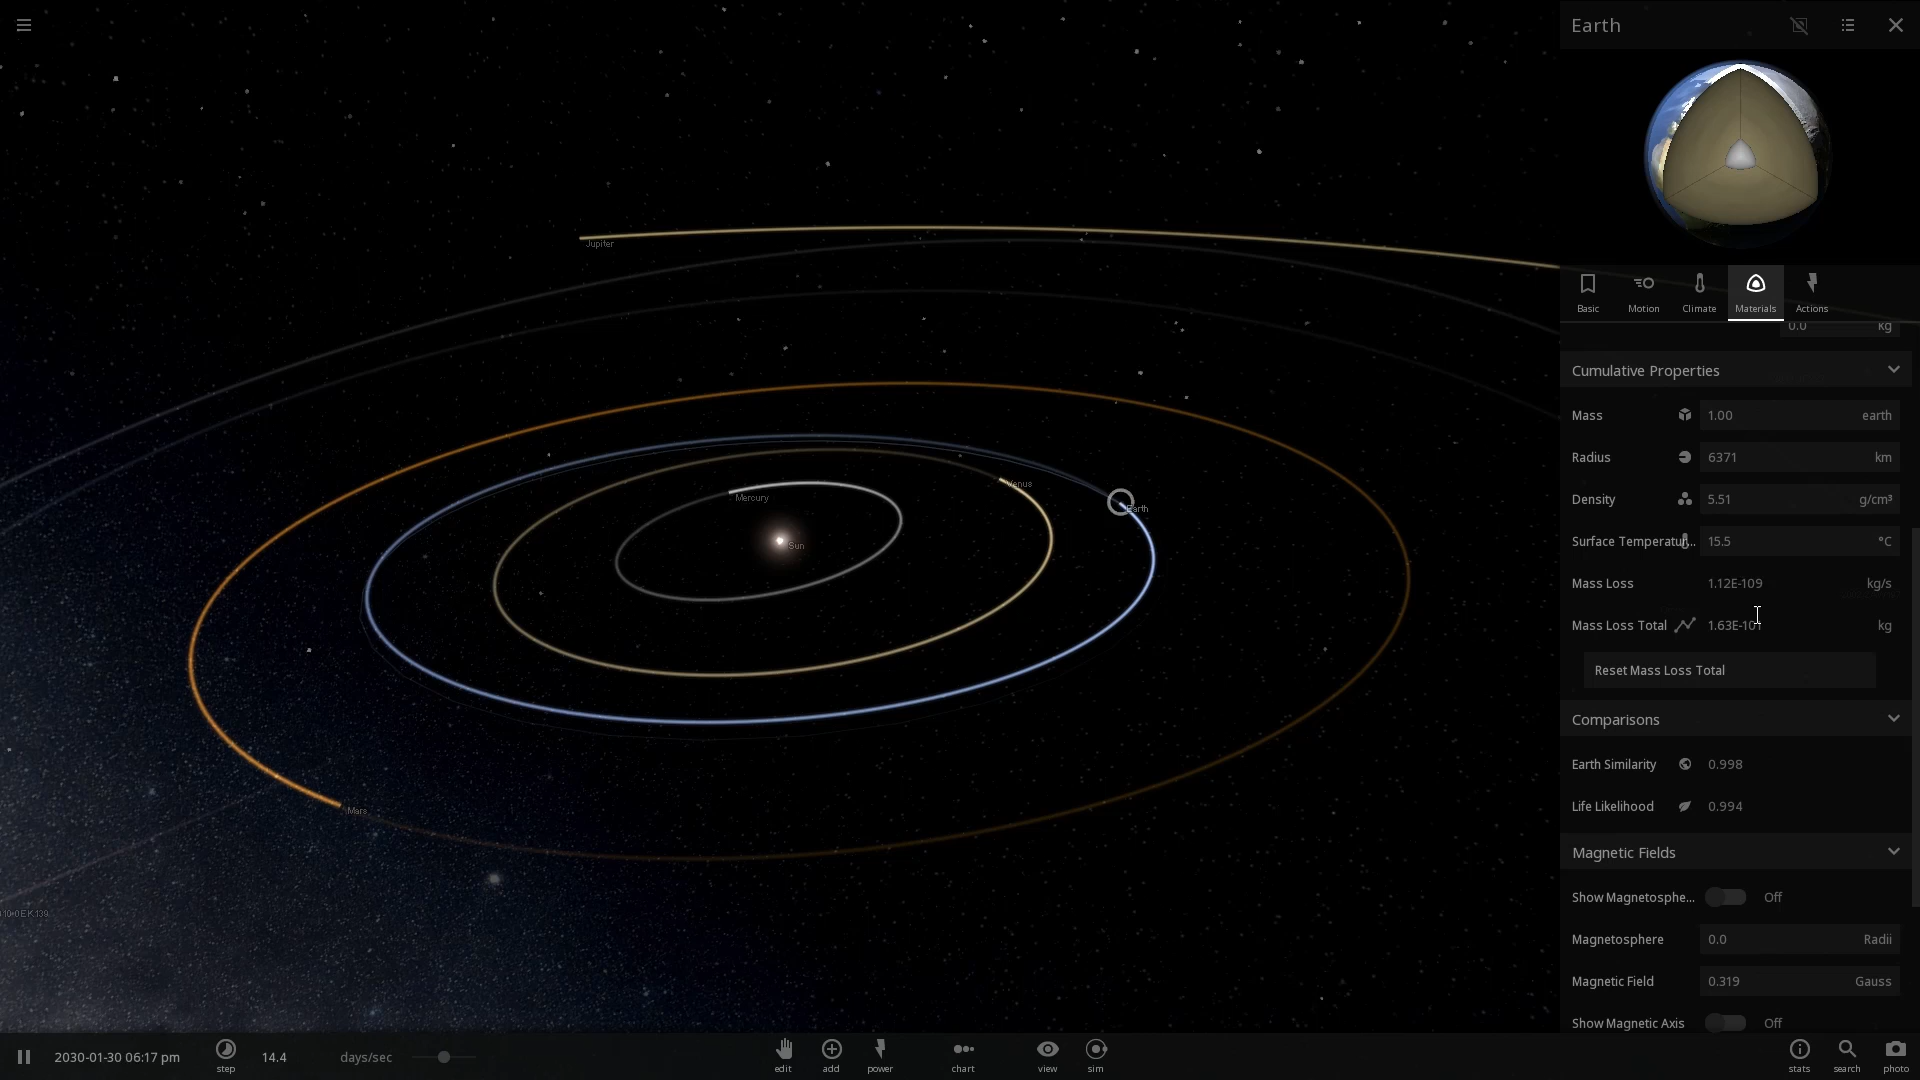 Earth
Jupiter
Mercury
Venus
Earth
Sun
Mars
Basic
Motion
Climate
Materials
Actions
0.0 kg
Cumulative Properties
Mass 1.00 earth
Radius 6371 km
Density 5.51 g/cm³
Surface Temperatur... 15.5 °C
Mass Loss 1.12E-109 kg/s
Mass Loss Total 1.63E-101 kg
Reset Mass Loss Total
Comparisons
Earth Similarity 0.998
Life Likelihood 0.994
Magnetic Fields
Show Magnetosphe... Off
Magnetosphere 0.0 Radii
Magnetic Field 0.319 Gauss
Show Magnetic Axis Off
2030-01-30 06:17 pm
step
14.4 days/sec
edit
add
power
chart
view
sim
stats
search
photo